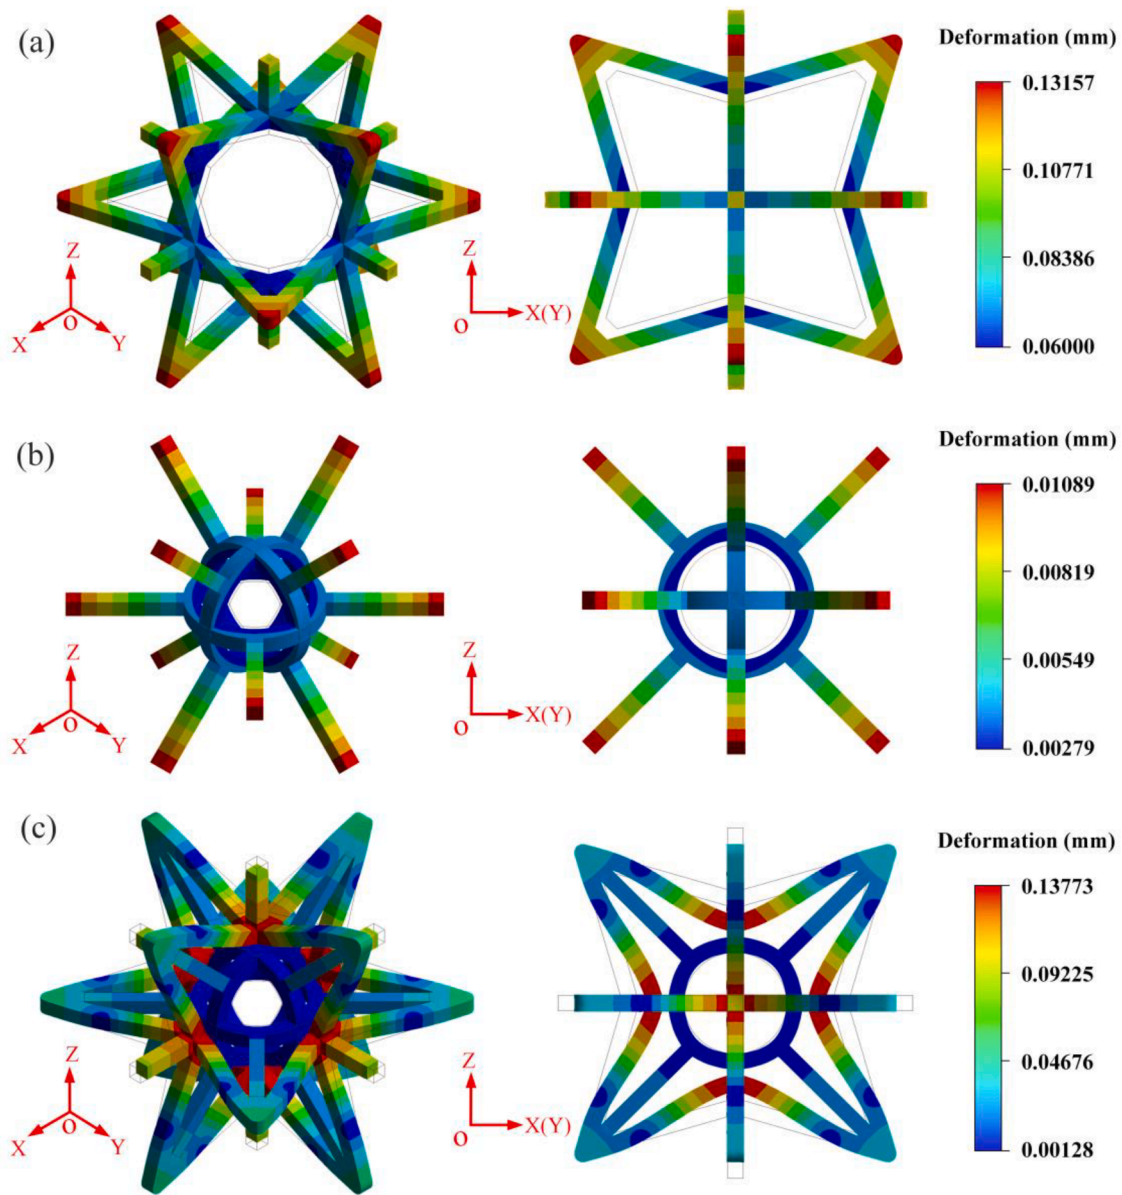 (a)
Deformation (mm)
0.13157
0.10771
0.08386
0.06000
Z
O
X
Y
Z
O
X(Y)
(b)
Deformation (mm)
0.01089
0.00819
0.00549
0.00279
Z
O
X
Y
Z
O
X(Y)
(c)
Deformation (mm)
0.13773
0.09225
0.04676
0.00128
Z
O
X
Y
Z
O
X(Y)